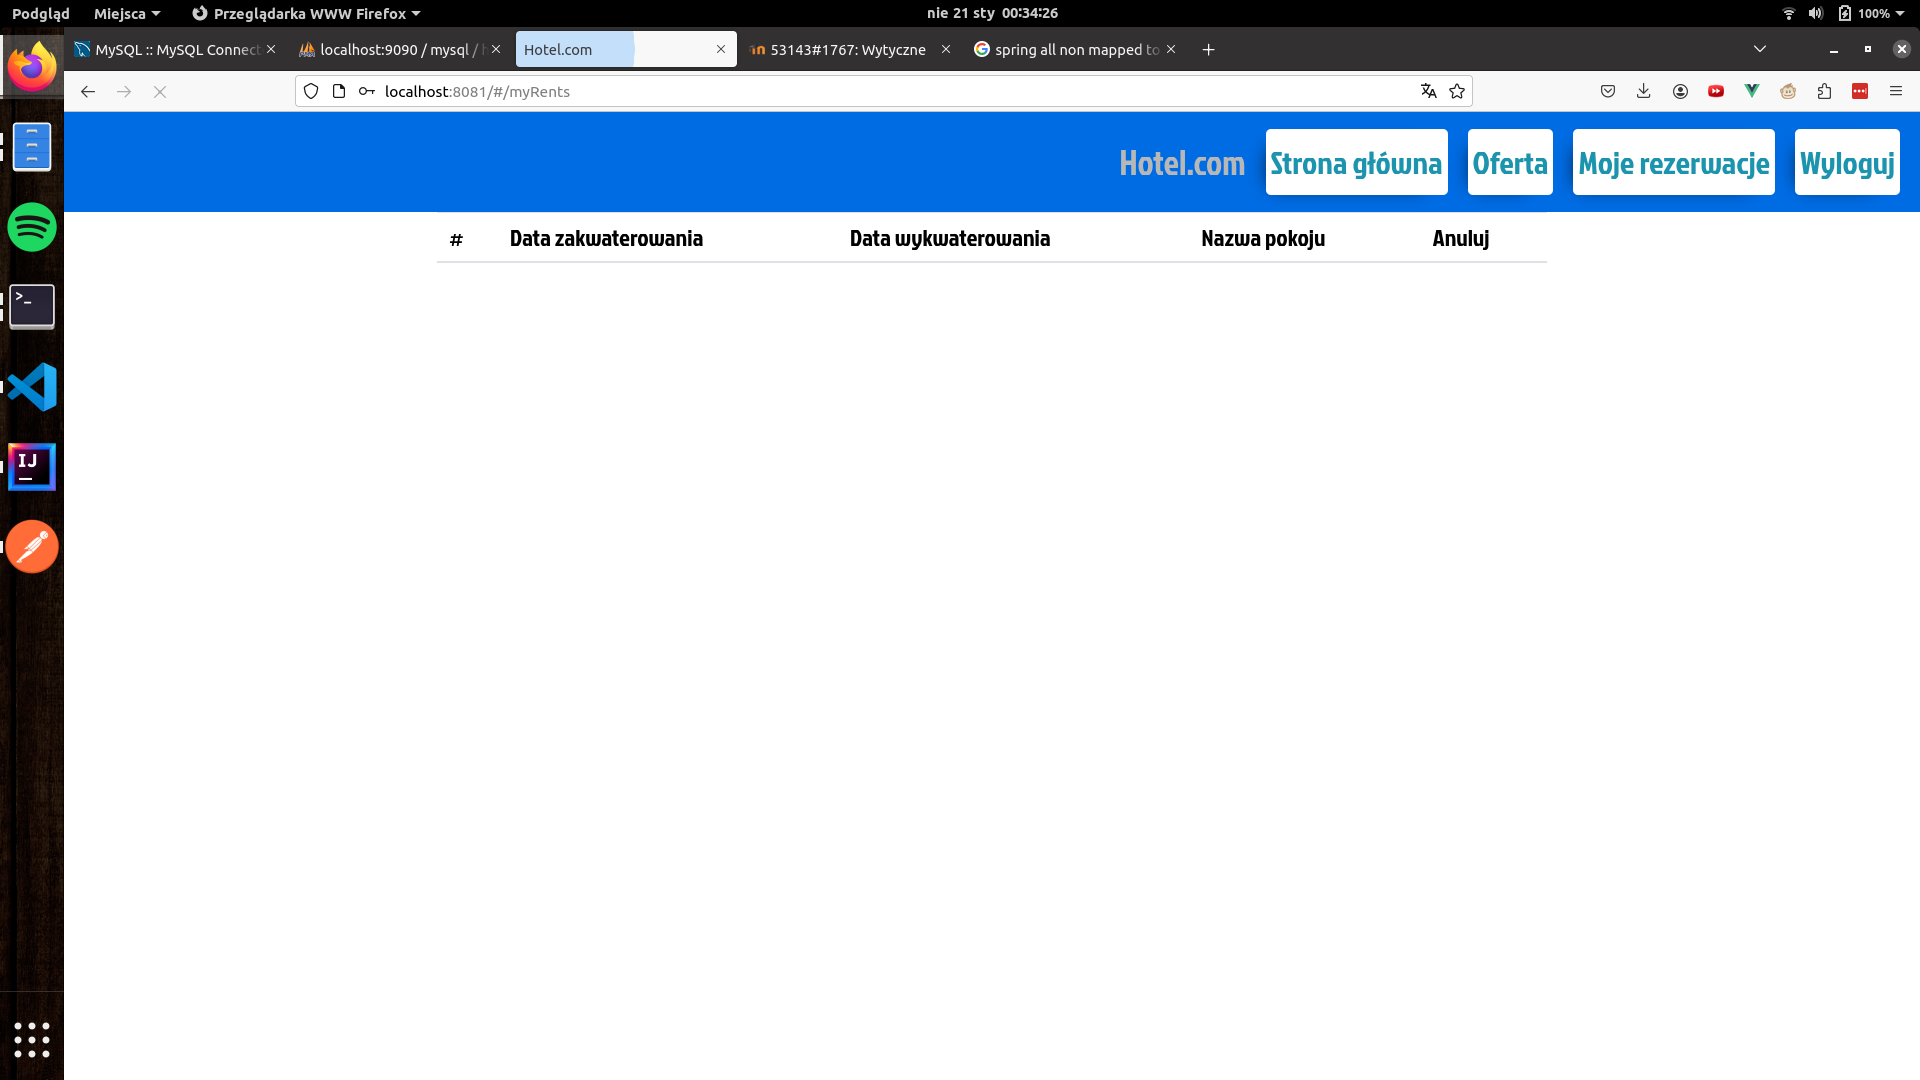 Podgląd Miejsca Przeglądarka WWW Firefox nie 21 sty 00:34:26 100%
MySQL :: MySQL Connect localhost:9090 / mysql / h Hotel.com 53143#1767: Wytyczne spring all non mapped to
localhost:8081/#/myRents
Hotel.com Strona główna Oferta Moje rezerwacje Wyloguj
# Data zakwaterowania Data wykwaterowania Nazwa pokoju Anuluj
>_
IJ